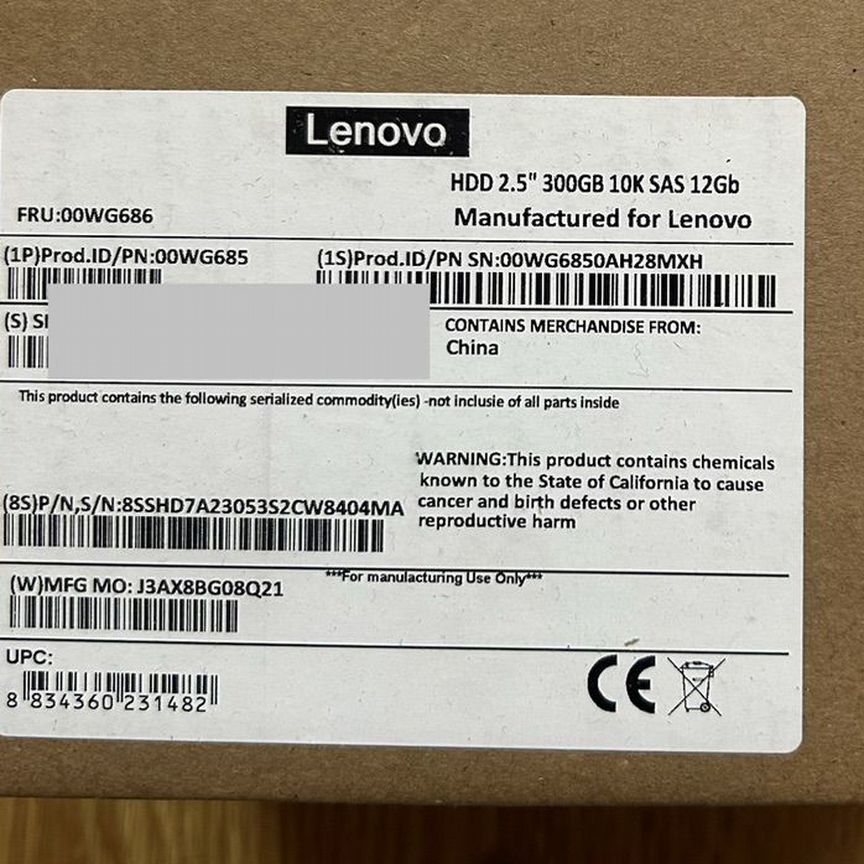 Lenovo
HDD 2.5" 300GB 10K SAS 12Gb
FRU:00WG686
Manufactured for Lenovo
(1P)Prod.ID/PN:00WG685
(1S)Prod.ID/PN SN:00WG6850AH28MXH
(S)
CONTAINS MERCHANDISE FROM:
China
This product contains the following serialized commodity(ies) -not inclusie of all parts inside
WARNING:This product contains chemicals
known to the State of California to cause
cancer and birth defects or other
reproductive harm
(8S)P/N,S/N:8SSHD7A23053S2CW8404MA
***For manufacturing Use Only***
(W)MFG MO: J3AX8BG08Q21
UPC:
8 834360 231482
CE